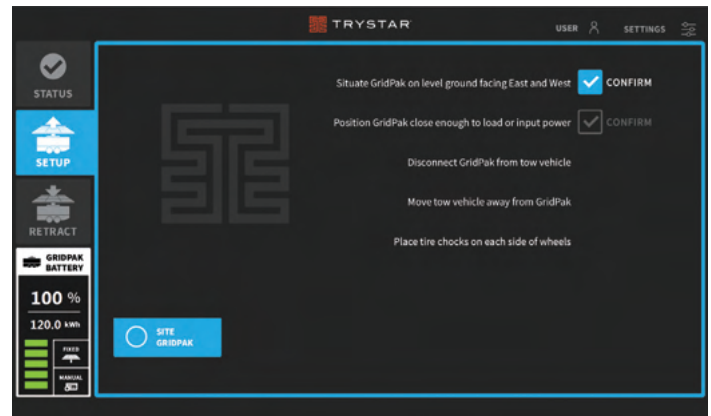 TRYSTAR
USER
SETTINGS
STATUS
SETUP
RETRACT
GRIDPAK
BATTERY
100 %
120.0 kWh
FIXED
MANUAL
Situate GridPak on level ground facing East and West
CONFIRM
Position GridPak close enough to load or input power
CONFIRM
Disconnect GridPak from tow vehicle
Move tow vehicle away from GridPak
Place tire chocks on each side of wheels
SITE
GRIDPAK